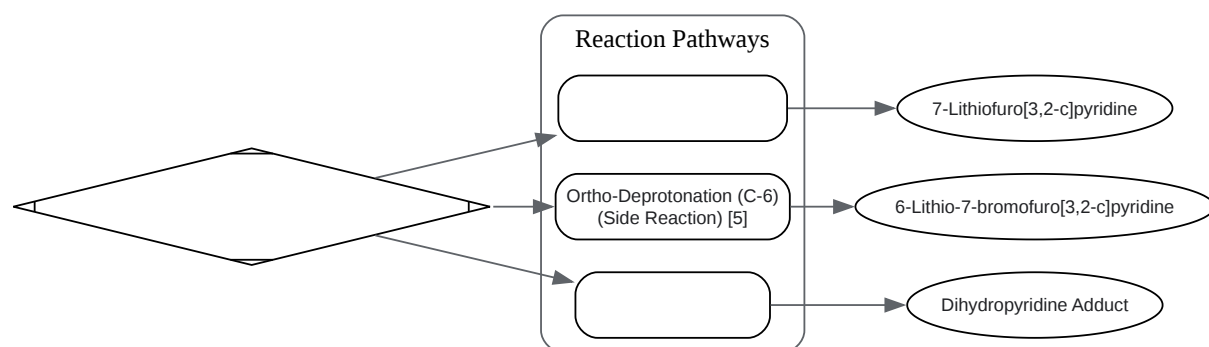 Reaction Pathways
7-Lithiofuro[3,2-c]pyridine
Ortho-Deprotonation (C-6)
(Side Reaction) [5]
6-Lithio-7-bromofuro[3,2-c]pyridine
Dihydropyridine Adduct